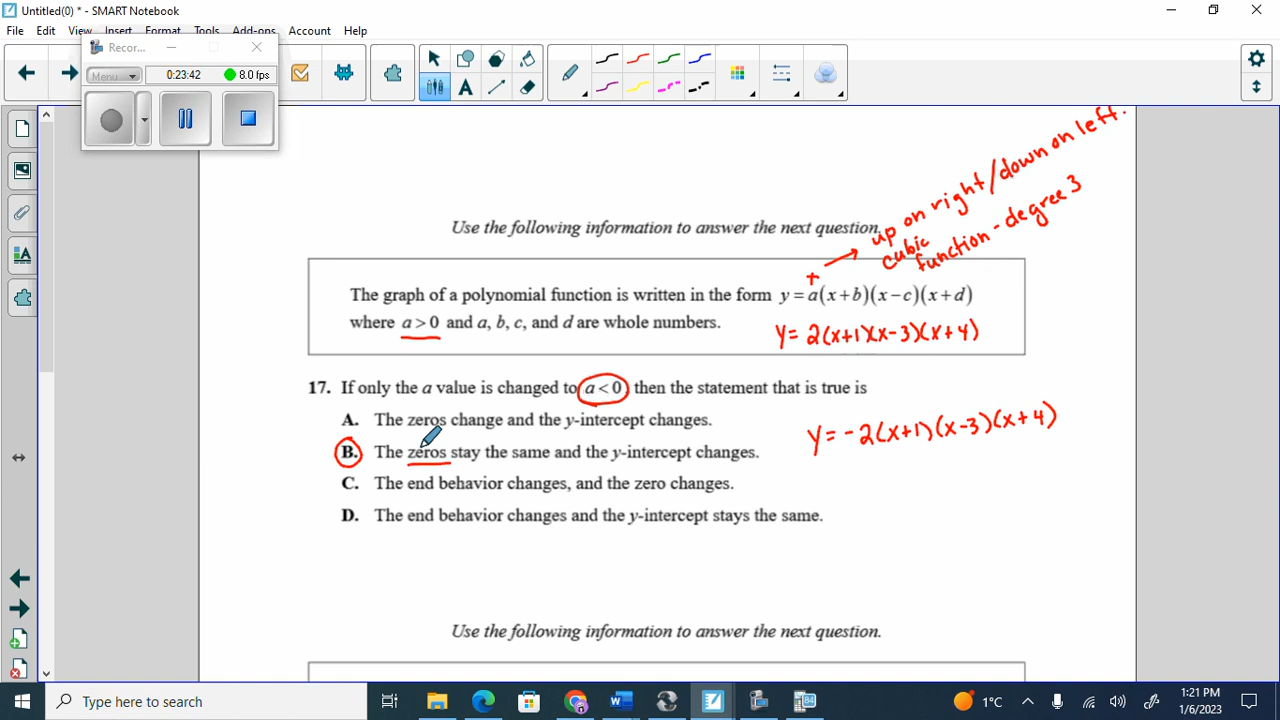 Untitled(0) * - SMART Notebook
File Edit View Insert Format Tools Add-ons Account Help
Recor...
Menu 0:23:42 8.0 fps
up on right/down on left.
cubic function - degree 3
Use the following information to answer the next question.
+
The graph of a polynomial function is written in the form y = a(x+b)(x−c)(x+d)
where a > 0 and a, b, c, and d are whole numbers.
y = 2(x+1)(x-3)(x+4)
17. If only the a value is changed to a < 0 then the statement that is true is
A. The zeros change and the y-intercept changes.
y = -2(x+1)(x-3)(x+4)
B. The zeros stay the same and the y-intercept changes.
C. The end behavior changes, and the zero changes.
D. The end behavior changes and the y-intercept stays the same.
Use the following information to answer the next question.
Type here to search
1°C
1:21 PM
1/6/2023